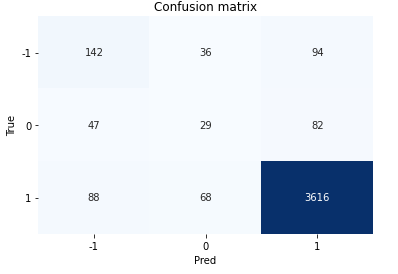 Confusion matrix
-1 142 36 94
0 47 29 82
1 88 68 3616
-1 0 1
True
Pred